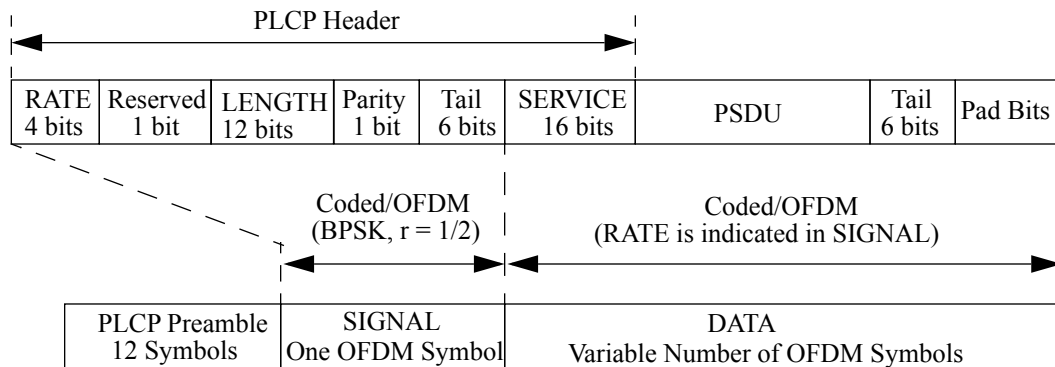 PLCP Header
RATE Reserved LENGTH Parity Tail SERVICE PSDU Tail Pad Bits
4 bits 1 bit 12 bits 1 bit 6 bits 16 bits 6 bits
Coded/OFDM Coded/OFDM
(BPSK, r = 1/2) (RATE is indicated in SIGNAL)
PLCP Preamble SIGNAL DATA
12 Symbols One OFDM Symbol Variable Number of OFDM Symbols